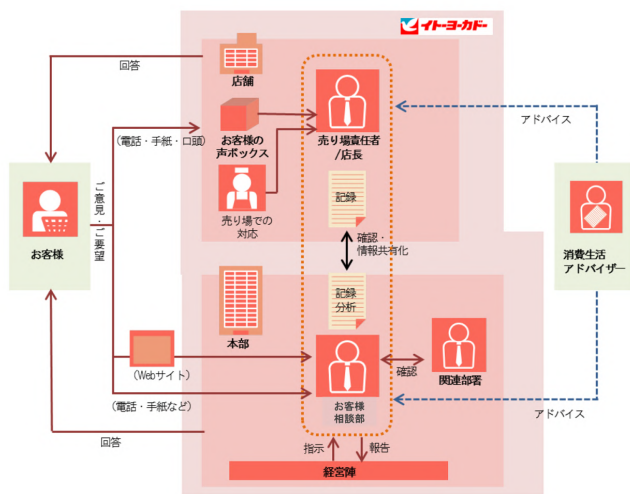 イトーヨーカドー
回答
店舗
アドバイス
(電話・手紙・口頭)
お客様の
声ボックス
売り場責任者
/店長
ご意見・ご要望
売り場での
対応
記録
お客様
確認・
情報共有化
消費生活
アドバイザー
記録
分析
本部
(Webサイト)
確認
関連部署
(電話・手紙など)
お客様
相談部
アドバイス
回答
指示
報告
経営陣